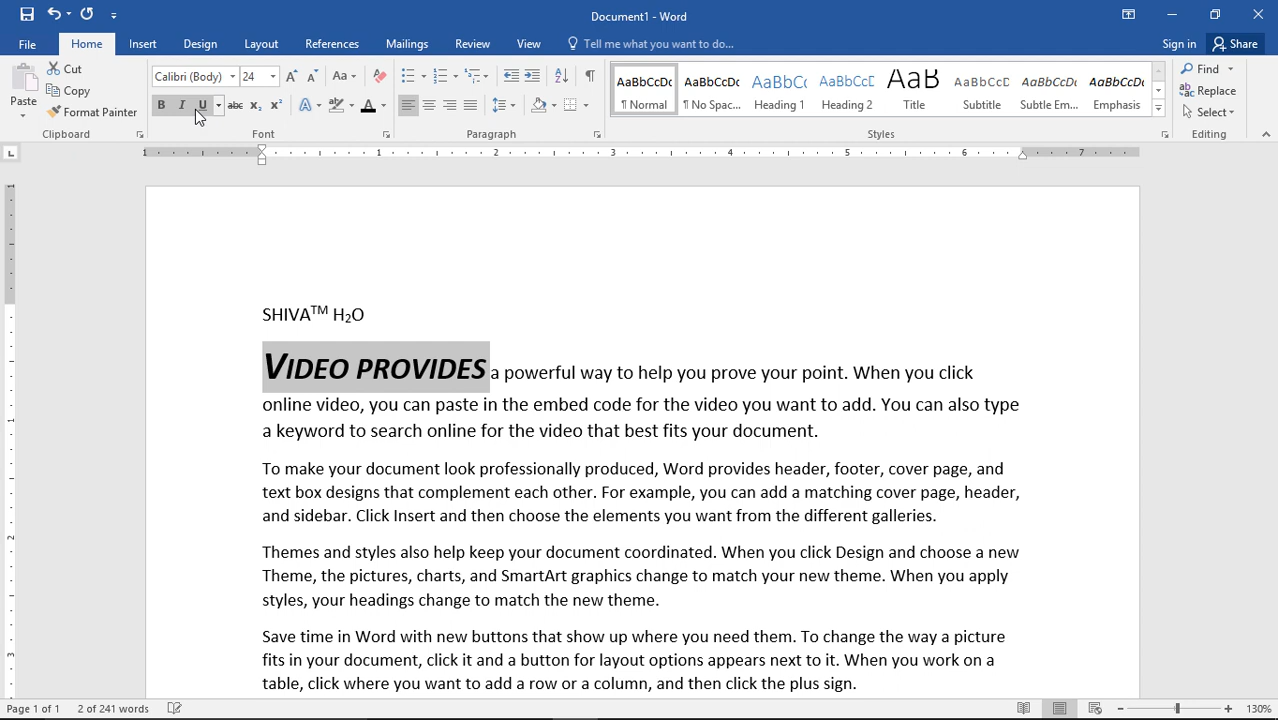 Document1 - Word
File Home Insert Design Layout References Mailings Review View Tell me what you want to do... Sign in Share
Paste Cut Copy Format Painter Clipboard
Calibri (Body) 24 Aa
B I U abc x₂ x² A A Font
Paragraph
AaBbCcDc AaBbCcDc AaBbCc AaBbCcC AaB AaBbCcD AaBbCcDc AaBbCcDc
¶ Normal ¶ No Spac... Heading 1 Heading 2 Title Subtitle Subtle Em... Emphasis
Styles
Find
Replace
Select
Editing
1 1 2 3 4 5 6 7
SHIVA™ H₂O
VIDEO PROVIDES a powerful way to help you prove your point. When you click
online video, you can paste in the embed code for the video you want to add. You can also type
a keyword to search online for the video that best fits your document.
To make your document look professionally produced, Word provides header, footer, cover page, and
text box designs that complement each other. For example, you can add a matching cover page, header,
and sidebar. Click Insert and then choose the elements you want from the different galleries.
Themes and styles also help keep your document coordinated. When you click Design and choose a new
Theme, the pictures, charts, and SmartArt graphics change to match your new theme. When you apply
styles, your headings change to match the new theme.
Save time in Word with new buttons that show up where you need them. To change the way a picture
fits in your document, click it and a button for layout options appears next to it. When you work on a
table, click where you want to add a row or a column, and then click the plus sign.
Page 1 of 1 2 of 241 words 130%